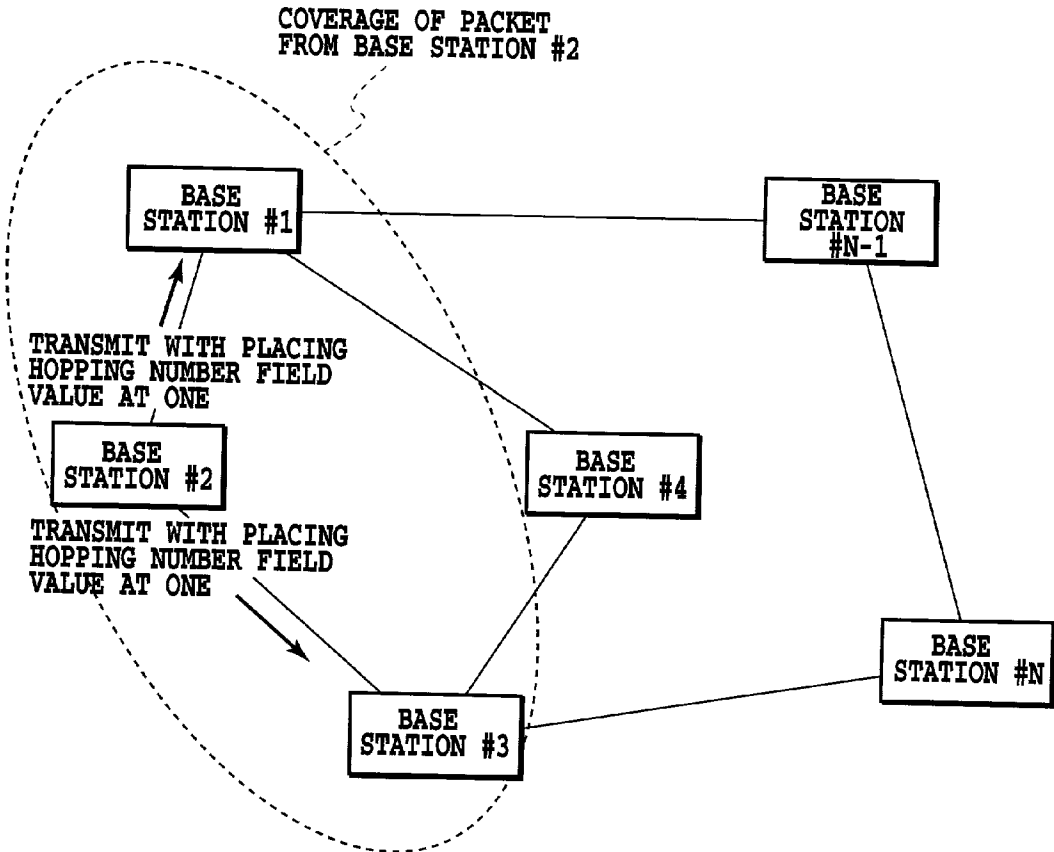 COVERAGE OF PACKET
FROM BASE STATION #2
BASE
STATION #1
BASE
STATION
#N-1
TRANSMIT WITH PLACING
HOPPING NUMBER FIELD
VALUE AT ONE
BASE
STATION #2
BASE
STATION #4
TRANSMIT WITH PLACING
HOPPING NUMBER FIELD
VALUE AT ONE
BASE
STATION #N
BASE
STATION #3